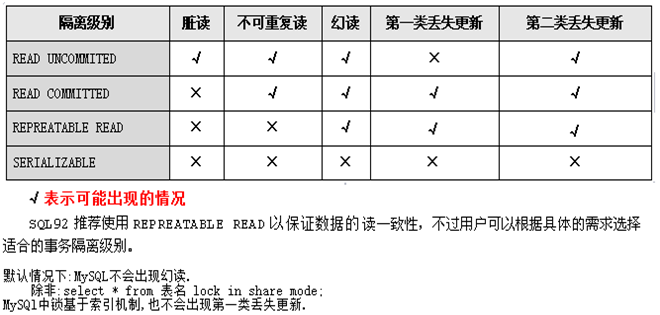 隔离级别 脏读 不可重复读 幻读 第一类丢失更新 第二类丢失更新
READ UNCOMMITED √ √ √ × √
READ COMMITTED × √ √ √ √
REPREATABLE READ × × √ √ √
SERIALIZABLE × × × × ×
√ 表示可能出现的情况
SQL92 推荐使用 REPREATABLE READ 以保证数据的读一致性，不过用户可以根据具体的需求选择
适合的事务隔离级别。
默认情况下:MySQL不会出现幻读.
除非:select * from 表名 lock in share mode;
MySQl中锁基于索引机制,也不会出现第一类丢失更新.